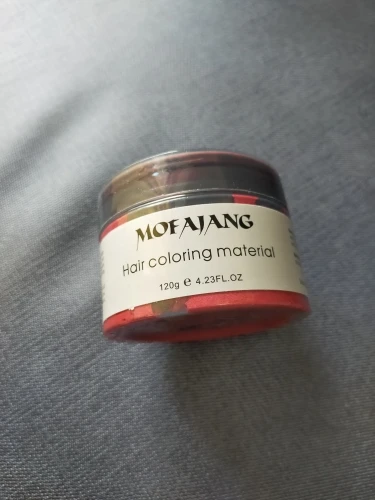 MOFAJANG
Hair coloring material
120g e 4.23FL.OZ